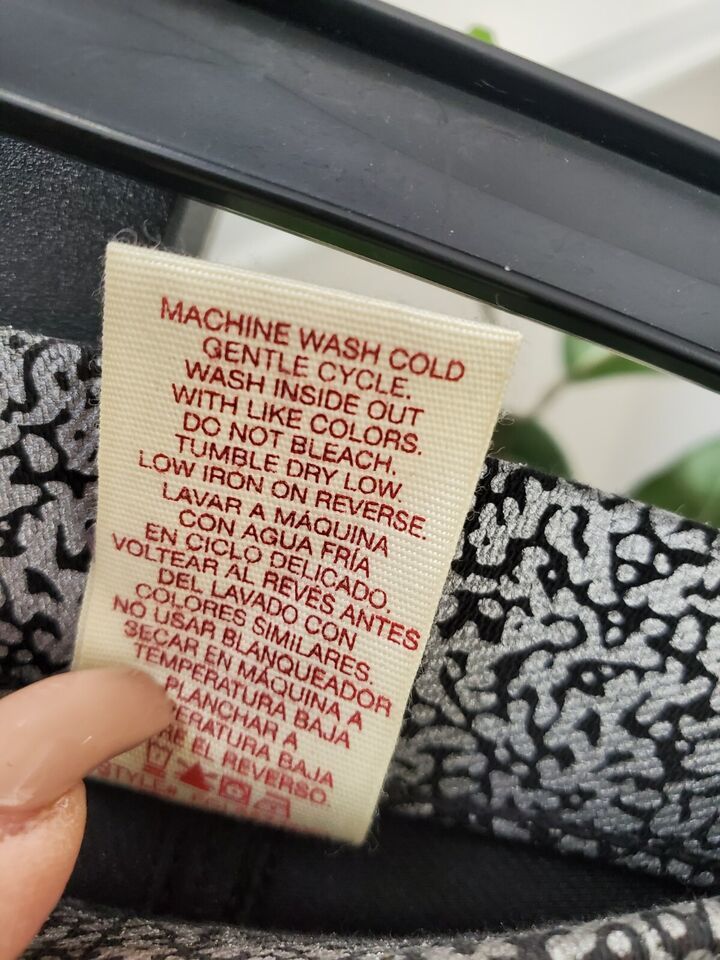 MACHINE WASH COLD
GENTLE CYCLE.
WASH INSIDE OUT
WITH LIKE COLORS.
DO NOT BLEACH.
TUMBLE DRY LOW.
LOW IRON ON REVERSE.
LAVAR A MÁQUINA
CON AGUA FRÍA
EN CICLO DELICADO.
VOLTEAR AL REVÉS ANTES
DEL LAVADO CON
COLORES SIMILARES.
NO USAR BLANQUEADOR
SECAR EN MÁQUINA A
TEMPERATURA BAJA
PLANCHAR A
PERATURA BAJA
RE EL REVERSO.
STYLE#